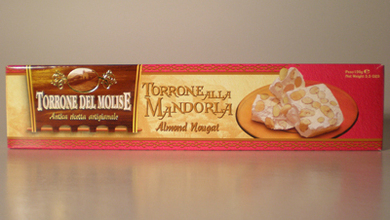 TORRONE DEL MOLISE
Antica ricetta artigianale
TORRONE ALLA
MANDORLA
Almond Nougat